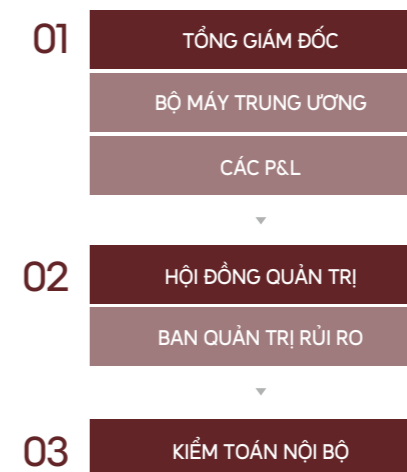 01
TỔNG GIÁM ĐỐC
BỘ MÁY TRUNG ƯƠNG
CÁC P&L
02
HỘI ĐỒNG QUẢN TRỊ
BAN QUẢN TRỊ RỦI RO
03
KIỂM TOÁN NỘI BỘ